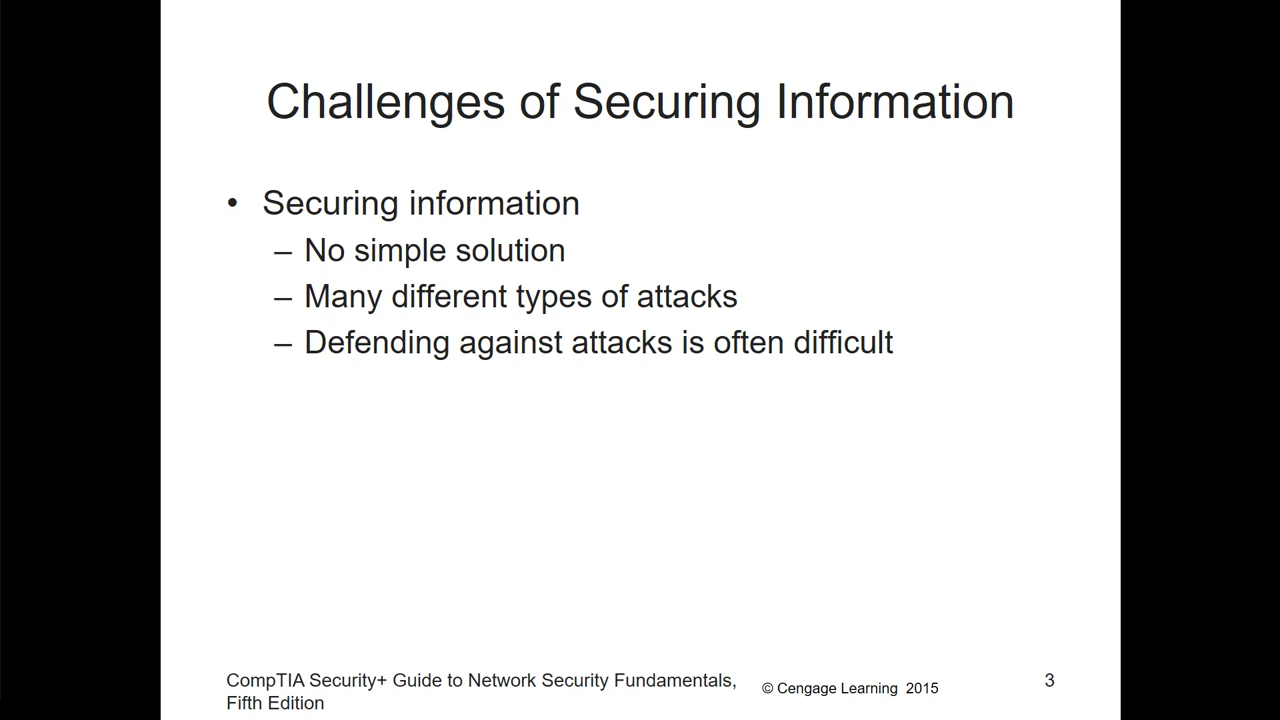 Challenges of Securing Information
• Securing information
– No simple solution
– Many different types of attacks
– Defending against attacks is often difficult
CompTIA Security+ Guide to Network Security Fundamentals,
Fifth Edition
© Cengage Learning 2015
3